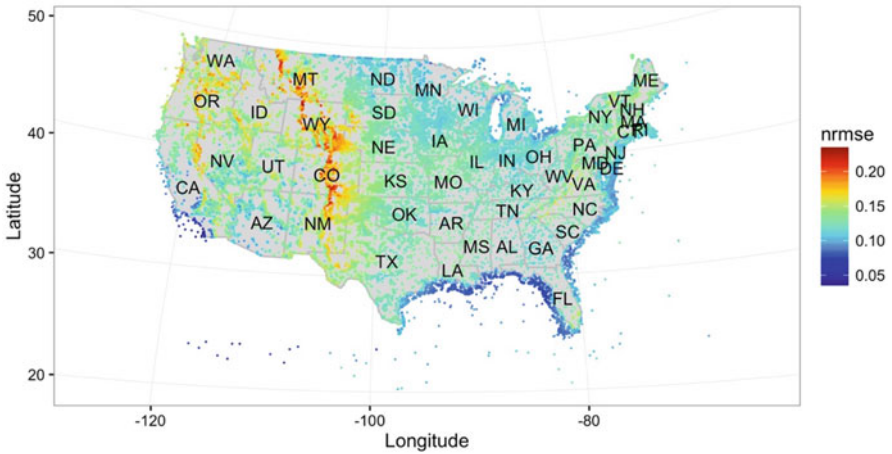 50
40
30
20
Latitude
WA
MT
ND
MN
ME
OR
ID
WY
SD
WI
MI
VT
NH
NY
MA
CT
RI
NV
UT
CO
NE
IA
IL
IN
OH
PA
NJ
MD
DE
CA
AZ
NM
KS
MO
KY
WV
VA
OK
AR
TN
NC
SC
TX
LA
MS
AL
GA
FL
nrmse
0.20
0.15
0.10
0.05
-120
-100
-80
Longitude